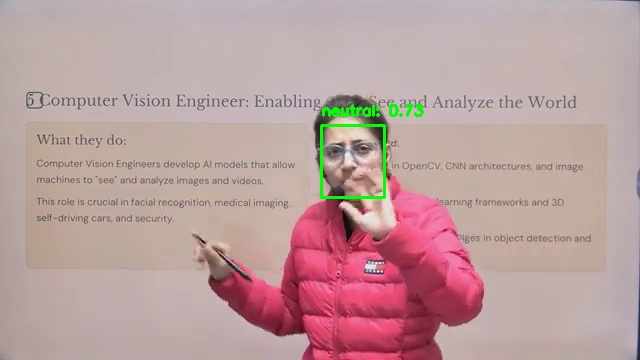 5 Computer Vision Engineer: Enabling See and Analyze the World
neutral: 0.73
What they do:
Computer Vision Engineers develop AI models that allow
machines to "see" and analyze images and videos.
This role is crucial in facial recognition, medical imaging,
self-driving cars, and security.
in OpenCV, CNN architectures, and image
learning frameworks and 3D
in object detection and
TOMMY JEANS